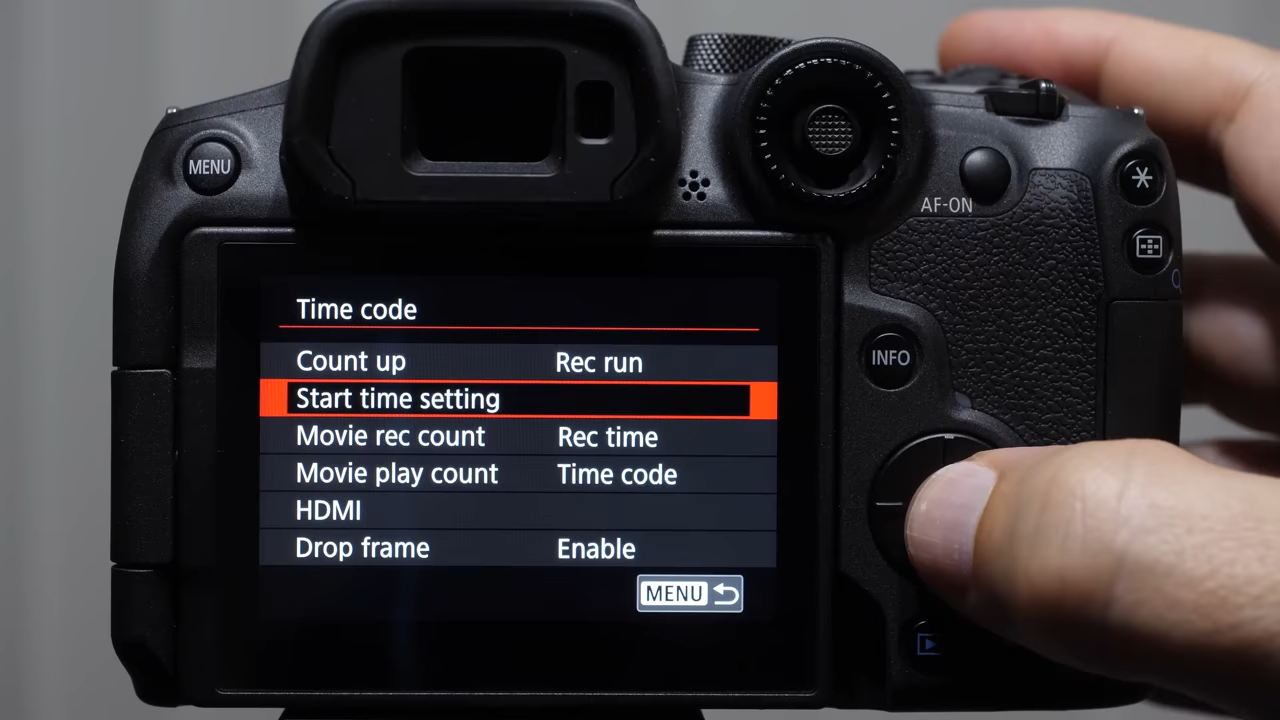 MENU
AF-ON
INFO
Time code
Count up Rec run
Start time setting
Movie rec count Rec time
Movie play count Time code
HDMI
Drop frame Enable
MENU